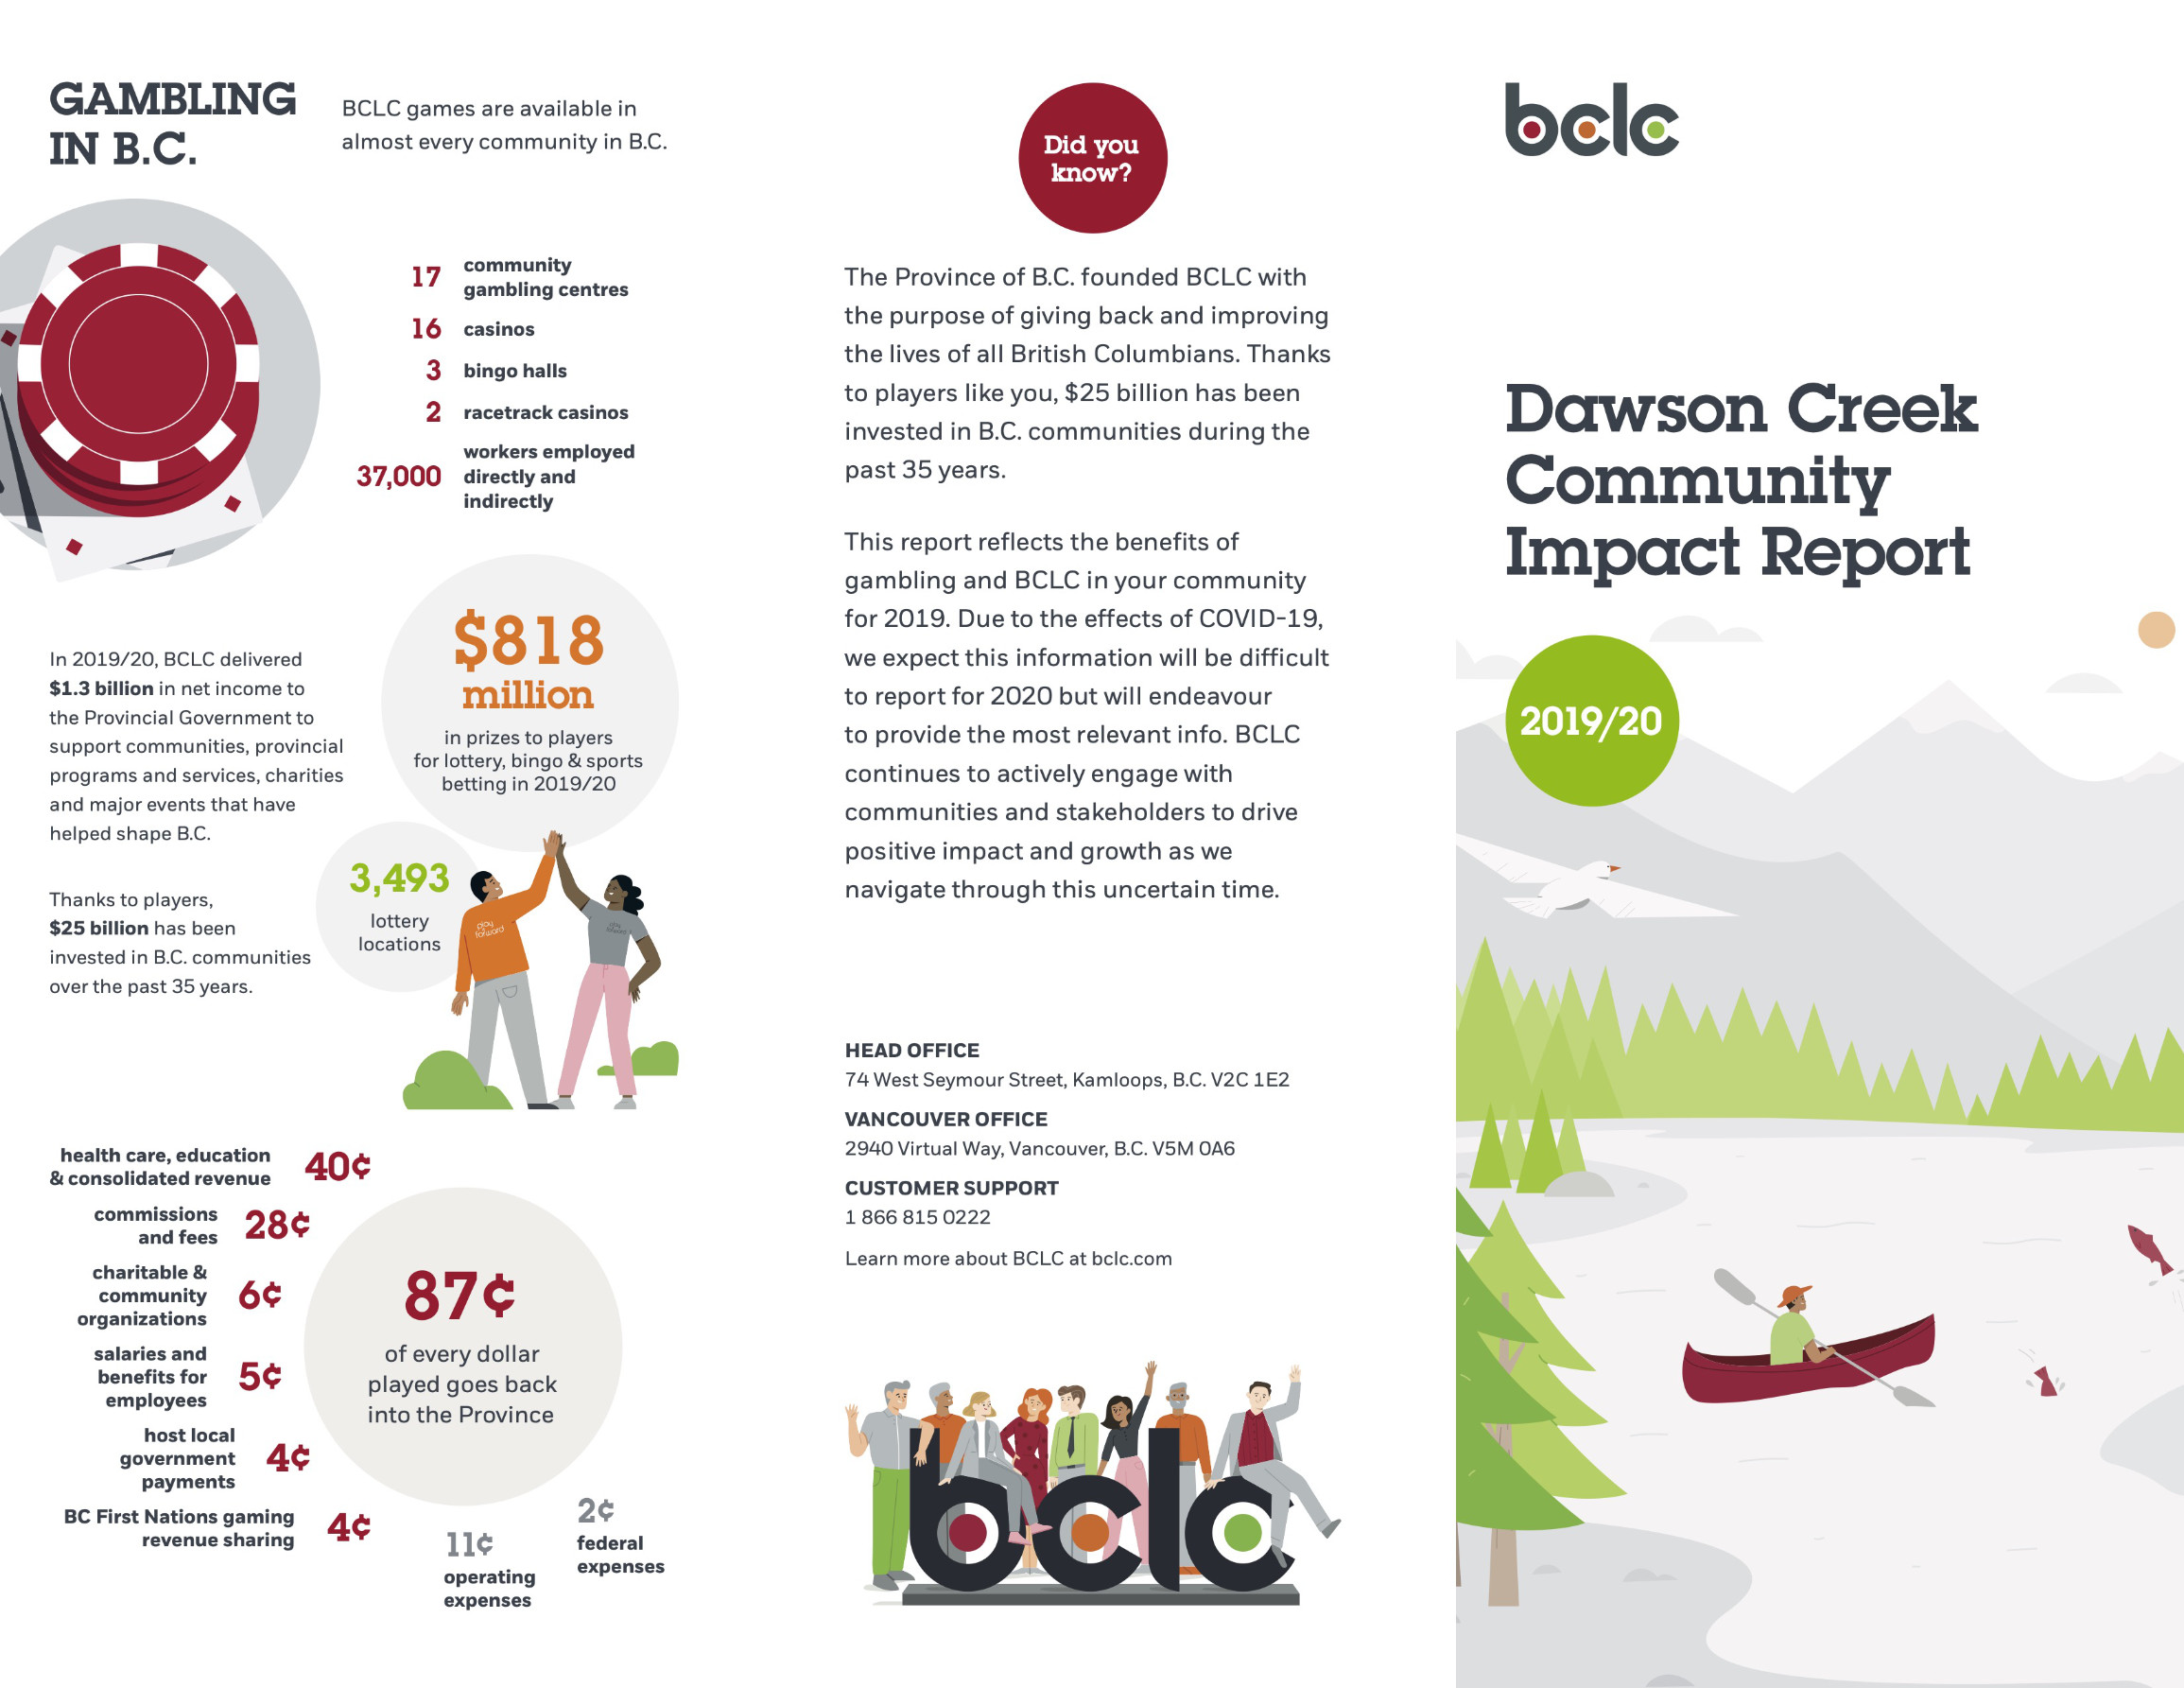 GAMBLING
IN B.C.
BCLC games are available in
almost every community in B.C.
17 community
gambling centres
16 casinos
3 bingo halls
2 racetrack casinos
37,000 workers employed
directly and
indirectly
In 2019/20, BCLC delivered
$1.3 billion in net income to
the Provincial Government to
support communities, provincial
programs and services, charities
and major events that have
helped shape B.C.
Thanks to players,
$25 billion has been
invested in B.C. communities
over the past 35 years.
$818
million
in prizes to players
for lottery, bingo & sports
betting in 2019/20
3,493
lottery
locations
play
forward
play
forward
health care, education
& consolidated revenue
40¢
commissions
and fees
28¢
charitable &
community
organizations
6¢
salaries and
benefits for
employees
5¢
host local
government
payments
4¢
BC First Nations gaming
revenue sharing
4¢
87¢
of every dollar
played goes back
into the Province
11¢
operating
expenses
2¢
federal
expenses
Did you
know?
The Province of B.C. founded BCLC with
the purpose of giving back and improving
the lives of all British Columbians. Thanks
to players like you, $25 billion has been
invested in B.C. communities during the
past 35 years.
This report reflects the benefits of
gambling and BCLC in your community
for 2019. Due to the effects of COVID-19,
we expect this information will be difficult
to report for 2020 but will endeavour
to provide the most relevant info. BCLC
continues to actively engage with
communities and stakeholders to drive
positive impact and growth as we
navigate through this uncertain time.
HEAD OFFICE
74 West Seymour Street, Kamloops, B.C. V2C 1E2
VANCOUVER OFFICE
2940 Virtual Way, Vancouver, B.C. V5M 0A6
CUSTOMER SUPPORT
1 866 815 0222
Learn more about BCLC at bclc.com
bclc
bclc
Dawson Creek
Community
Impact Report
2019/20